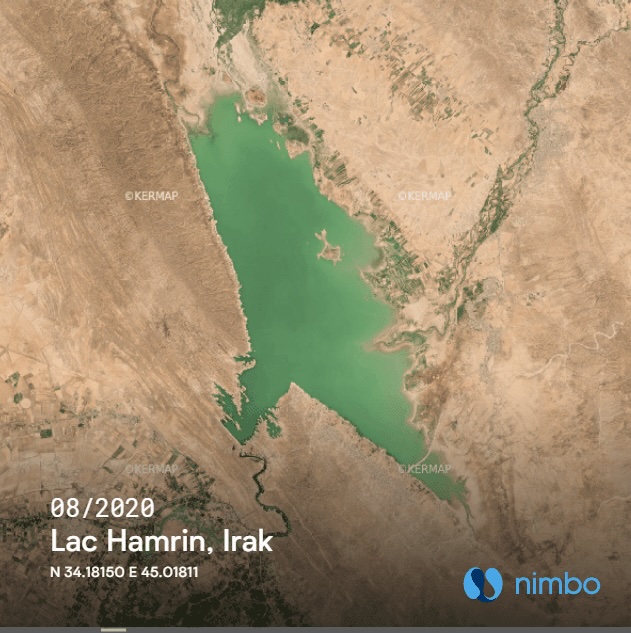 ©KERMAP ©KERMAP
©KERMAP ©KERMAP
08/2020
Lac Hamrin, Irak
N 34.18150 E 45.01811
nimbo